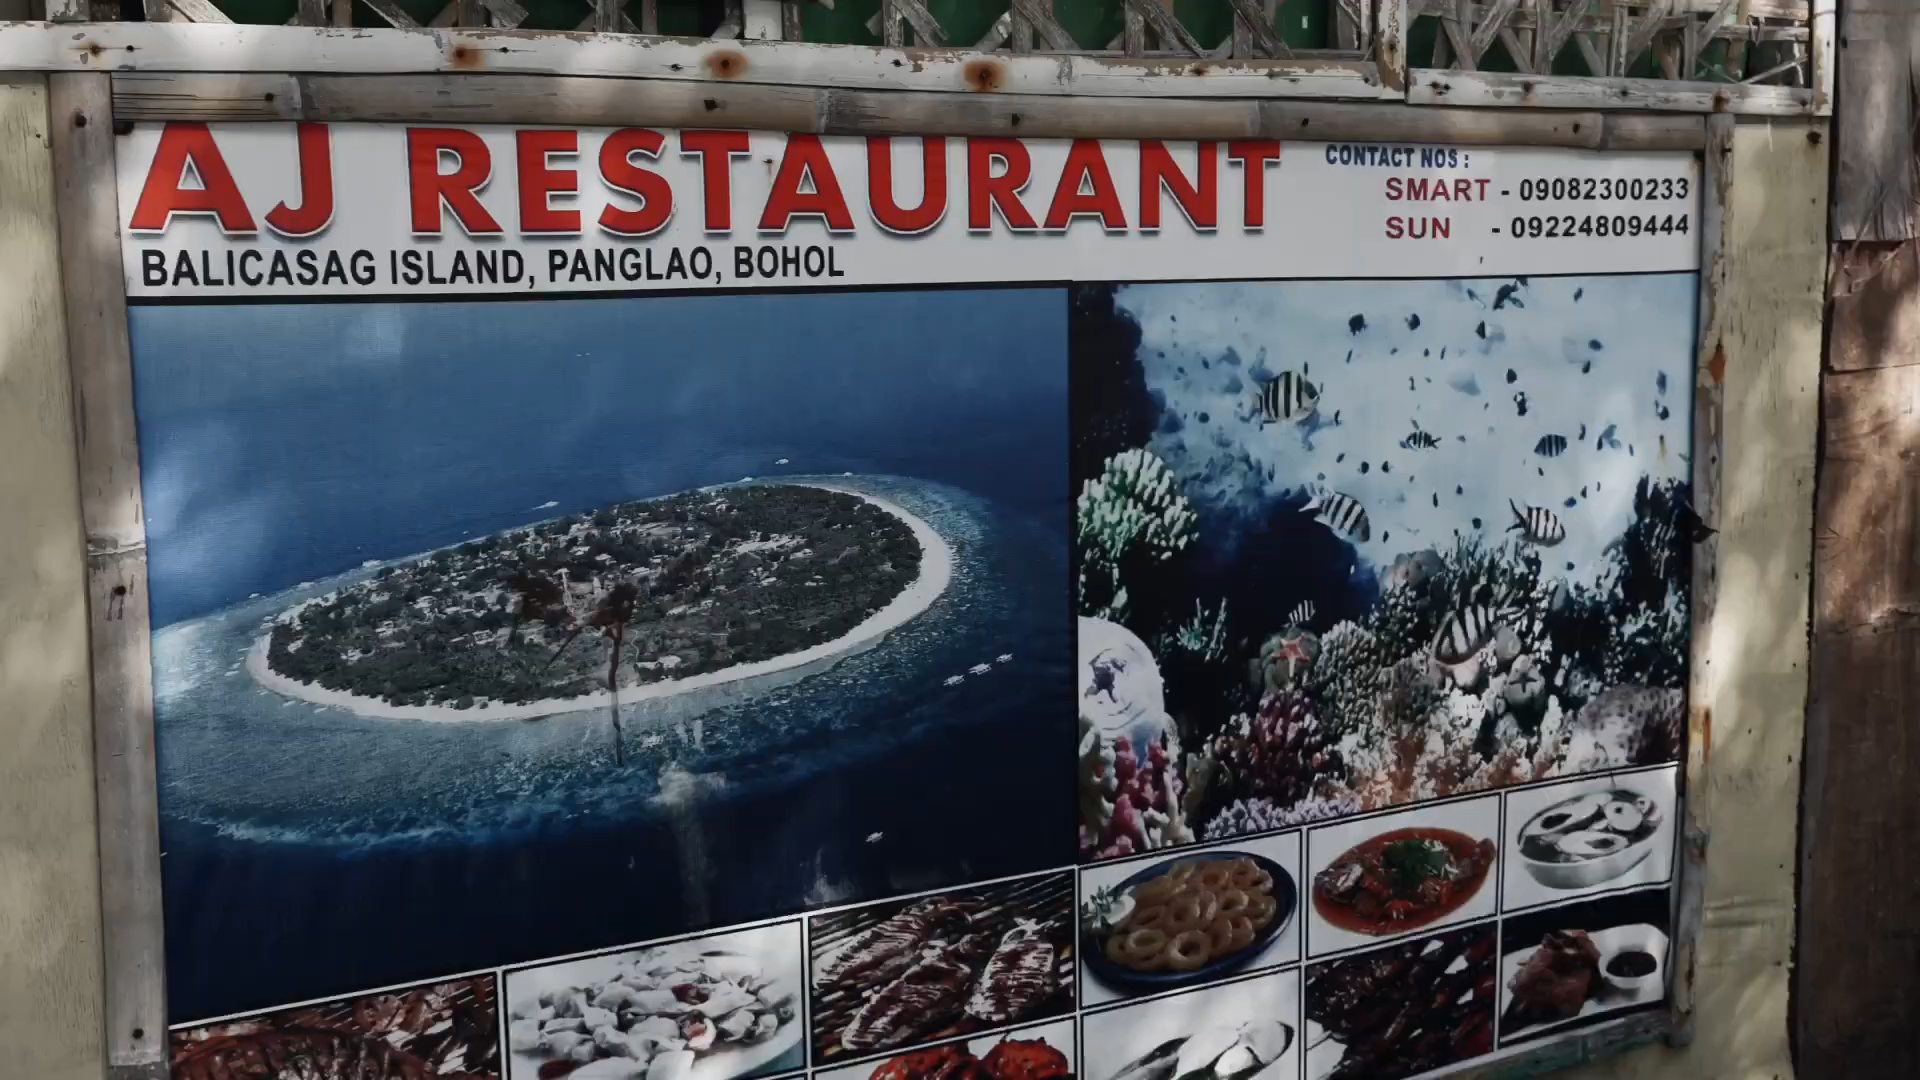 AJ RESTAURANT
BALICASAG ISLAND, PANGLAO, BOHOL
CONTACT NOS :
SMART - 09082300233
SUN - 09224809444